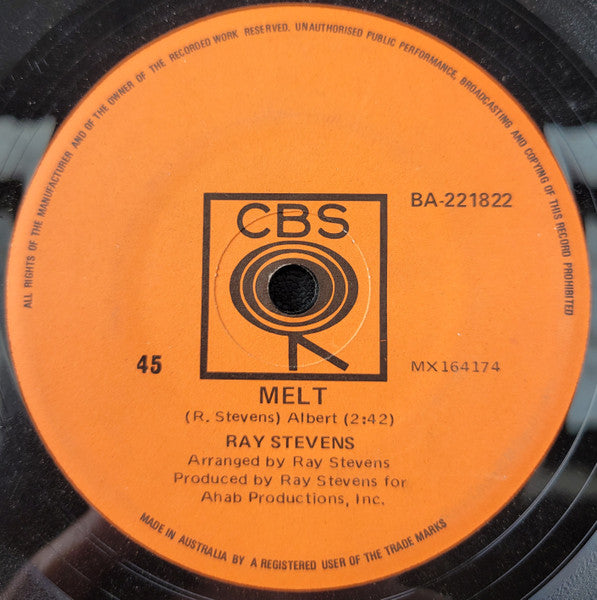 ALL RIGHTS OF THE MANUFACTURER AND OF THE OWNER OF THE RECORDED WORK RESERVED. UNAUTHORISED PUBLIC PERFORMANCE, BROADCASTING AND COPYING OF THIS RECORD PROHIBITED
CBS
BA-221822
45
MX164174
MELT
(R. Stevens) Albert (2:42)
RAY STEVENS
Arranged by Ray Stevens
Produced by Ray Stevens for
Ahab Productions, Inc.
MADE IN AUSTRALIA BY A REGISTERED USER OF THE TRADE MARKS